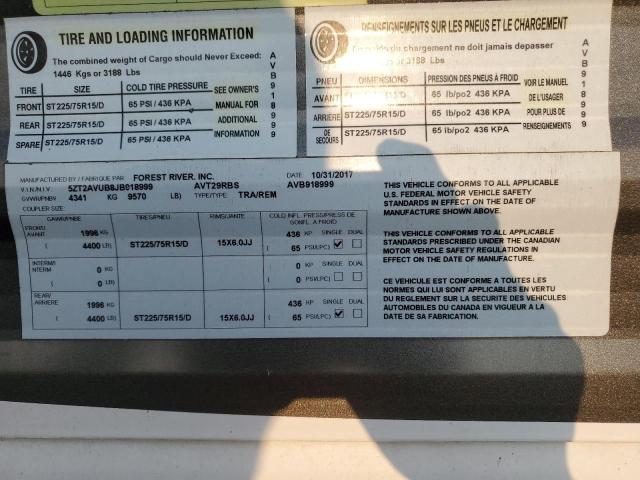 TIRE AND LOADING INFORMATION
The combined weight of Cargo should Never Exceed:
1446 Kgs or 3188 Lbs
TIRE SIZE COLD TIRE PRESSURE
FRONT ST225/75R15/D 65 PSI / 436 KPA
REAR ST225/75R15/D 65 PSI / 436 KPA
SPARE ST225/75R15/D 65 PSI / 436 KPA
SEE OWNER'S
MANUAL FOR
ADDITIONAL
INFORMATION
AVB918999
RENSEIGNEMENTS SUR LES PNEUS ET LE CHARGEMENT
du chargement ne doit jamais depasser
or 3188 Lbs
PNEU DIMENSIONS PRESSION DES PNEUS À FROID
AVANT 65 lb/po2 436 KPA
ARRIÈRE ST225/75R15/D 65 lb/po2 436 KPA
DE SECOURS ST225/75R15/D 65 lb/po2 436 KPA
VOIR LE MANUEL
DE L'USAGER
POUR PLUS DE
RENSEIGNEMENTS
AVB918999
MANUFACTURED BY / FABRIQUE PAR FOREST RIVER, INC. DATE 10/31/2017
V.I.N./N.I.V. 5ZT2AVUB8JB018999 AVT29RBS AVB918999
GVWR/PNBV 4341 KG 9570 LB) TYPE/TYPE: TRA/REM
COUPLER SIZE
GAWR/PNBE TIRES/PNEU RIMS/JANTE COLD INFL. PRESS/PRESS DE GONFL. A FROID
FRONT/ AVANT 1996 KG 436 KP SINGLE DUAL
( 4400 LB) ST225/75R15/D 15X6.0JJ ( 65 PSI/LPC)
INTERM/ INTERM 0 KG 0 KP SINGLE DUAL
( 0 LB) ( 0 PSI/LPC)
REAR/ ARRIERE 1996 KG 436 KP SINGLE DUAL
( 4400 LB) ST225/75R15/D 15X6.0JJ ( 65 PSI/LPC)
THIS VEHICLE CONFORMS TO ALL APPLICABLE
U.S. FEDERAL MOTOR VEHICLE SAFETY
STANDARDS IN EFFECT ON THE DATE OF
MANUFACTURE SHOWN ABOVE.
THIS VEHICLE CONFORMS TO ALL APPLICABLE
STANDARDS PRESCRIBED UNDER THE CANADIAN
MOTOR VEHICLE SAFETY REGULATIONS IN
EFFECT ON THE DATE OF MANUFACTURE.
CE VEHICULE EST CONFORME A TOUTES LES
NORMES QUI LUI SONT APPLICABLES EN VERTU
DU REGLEMENT SUR LA SECURITE DES VEHICULES
AUTOMOBILES DU CANADA EN VIGUEUR A LA
DATE DE SA FABRICATION.